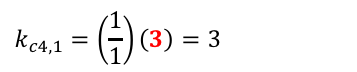 k_{c4,1} = (1/1)(3) = 3